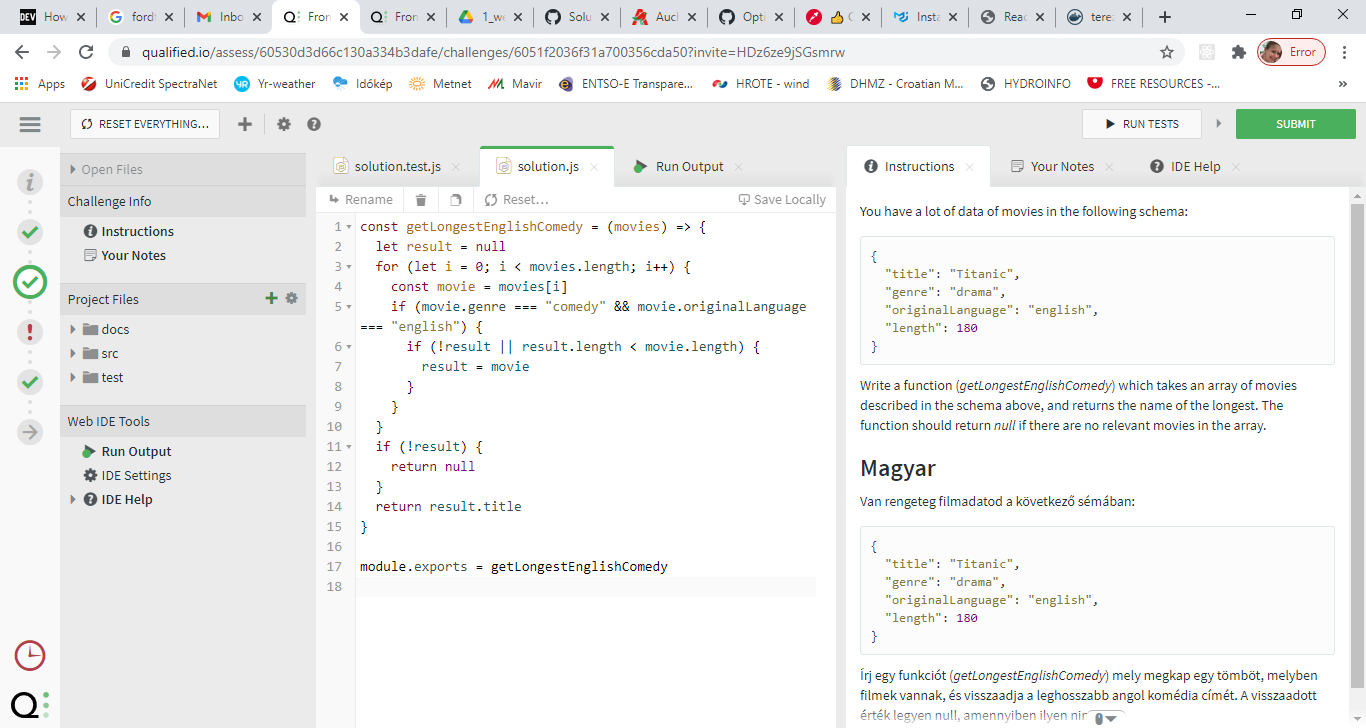 DEV How
ford
Inbo
Fron
Fron
1_we
Solu
Auch
Opti
Insta
Reac
tere
qualified.io/assess/60530d3d66c130a334b3dafe/challenges/6051f2036f31a700356cda50?invite=HDz6ze9jSGsmrw
Error
Apps
UniCredit SpectraNet
Yr-weather
Időkép
Metnet
Mavir
ENTSO-E Transpare...
HROTE - wind
DHMZ - Croatian M...
HYDROINFO
FREE RESOURCES -...
»
RESET EVERYTHING...
RUN TESTS
SUBMIT
Open Files
Challenge Info
Instructions
Your Notes
Project Files
docs
src
test
Web IDE Tools
Run Output
IDE Settings
IDE Help
solution.test.js
solution.js
Run Output
Rename
Reset...
Save Locally
1 const getLongestEnglishComedy = (movies) => {
2 let result = null
3 for (let i = 0; i < movies.length; i++) {
4 const movie = movies[i]
5 if (movie.genre === "comedy" && movie.originalLanguage
=== "english") {
6 if (!result || result.length < movie.length) {
7 result = movie
8 }
9 }
10 }
11 if (!result) {
12 return null
13 }
14 return result.title
15 }
16
17 module.exports = getLongestEnglishComedy
18
Instructions
Your Notes
IDE Help
You have a lot of data of movies in the following schema:
{
"title": "Titanic",
"genre": "drama",
"originalLanguage": "english",
"length": 180
}
Write a function (getLongestEnglishComedy) which takes an array of movies
described in the schema above, and returns the name of the longest. The
function should return null if there are no relevant movies in the array.
Magyar
Van rengeteg filmadatod a következő sémában:
{
"title": "Titanic",
"genre": "drama",
"originalLanguage": "english",
"length": 180
}
Írj egy funkciót (getLongestEnglishComedy) mely megkap egy tömböt, melyben
filmek vannak, és visszaadja a leghosszabb angol komédia címét. A visszaadott
érték legyen null, amennyiben ilyen